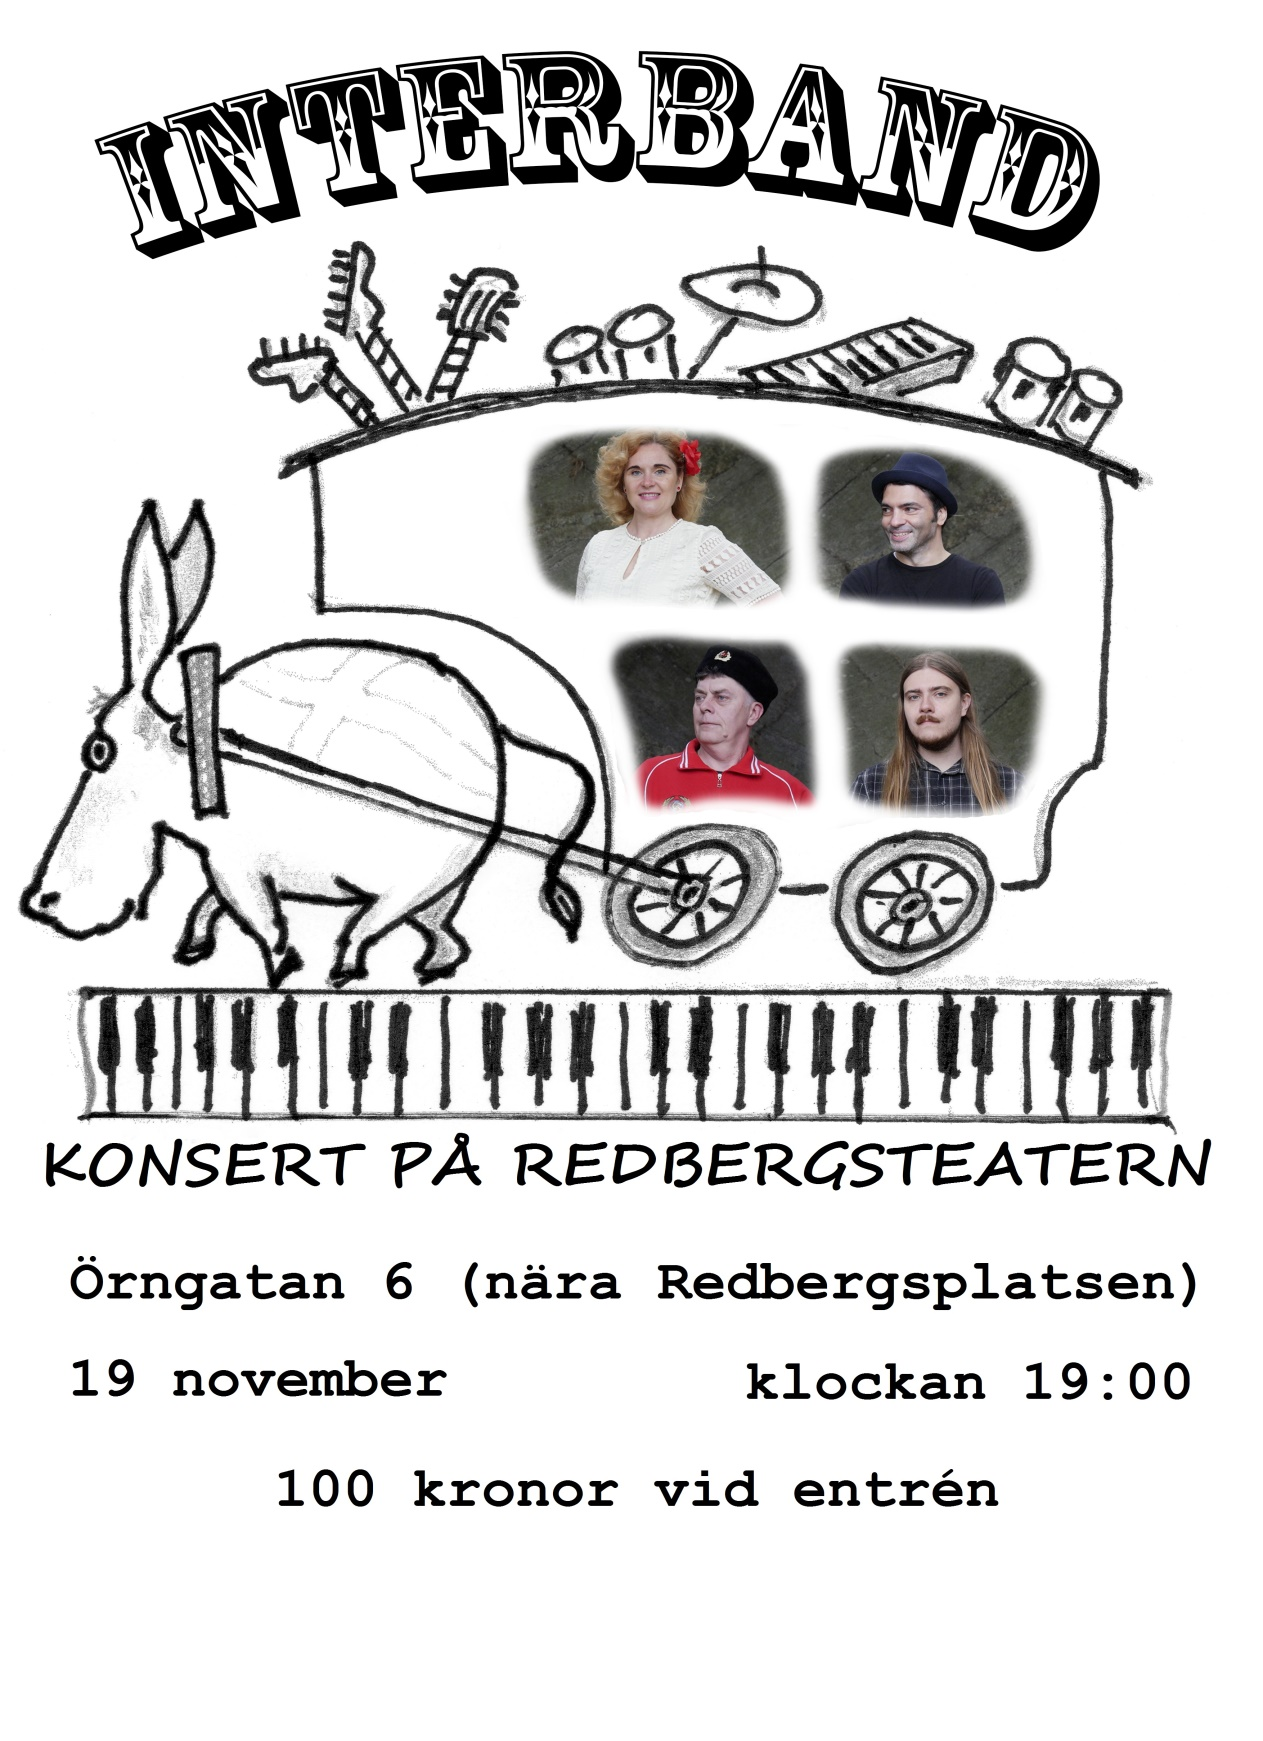 INTERBAND
KONSERT PÅ REDBERGSTEATERN
Örngatan 6 (nära Redbergsplatsen)
19 november klockan 19:00
100 kronor vid entrén